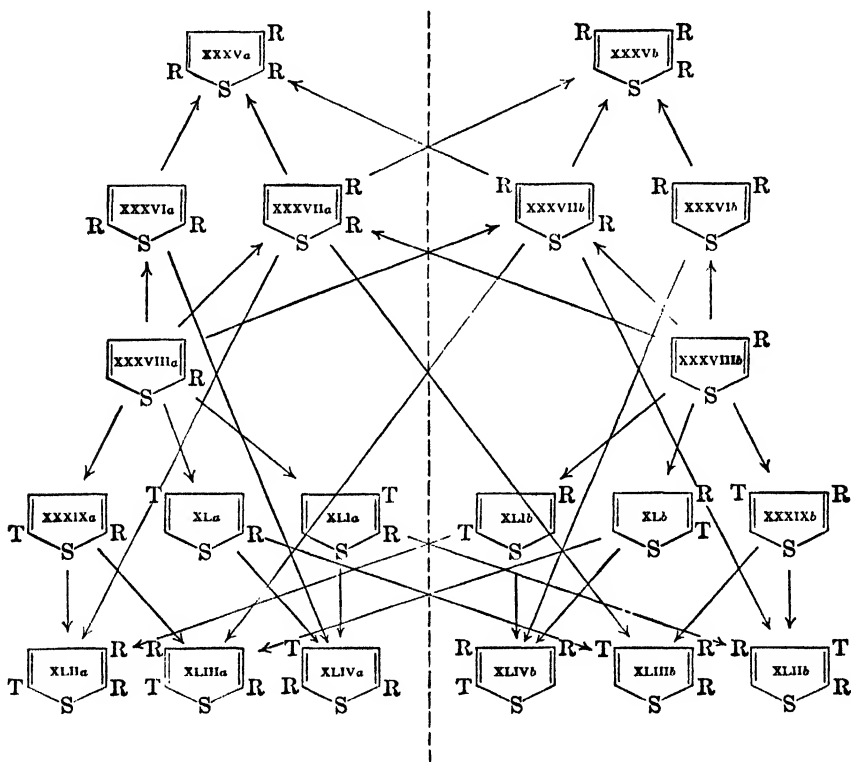 R R R
XXXVa XXXVb
R R R
S S
R R R R
XXXVIa XXXVIIa XXXVIIb XXXVIb
R R R R
S S S S
R
XXXVIIIa XXXVIIIb
R
S S
T T R R T R
XXXIXa XLa XLIa XLIb XLb XXXIXb
T R R R T T
S S S S S S
R R T R R T R R T
XLIIa XLIIIa XLIVa XLIVb XLIIIb XLIIb
T R T R R R T R R
S S S S S S